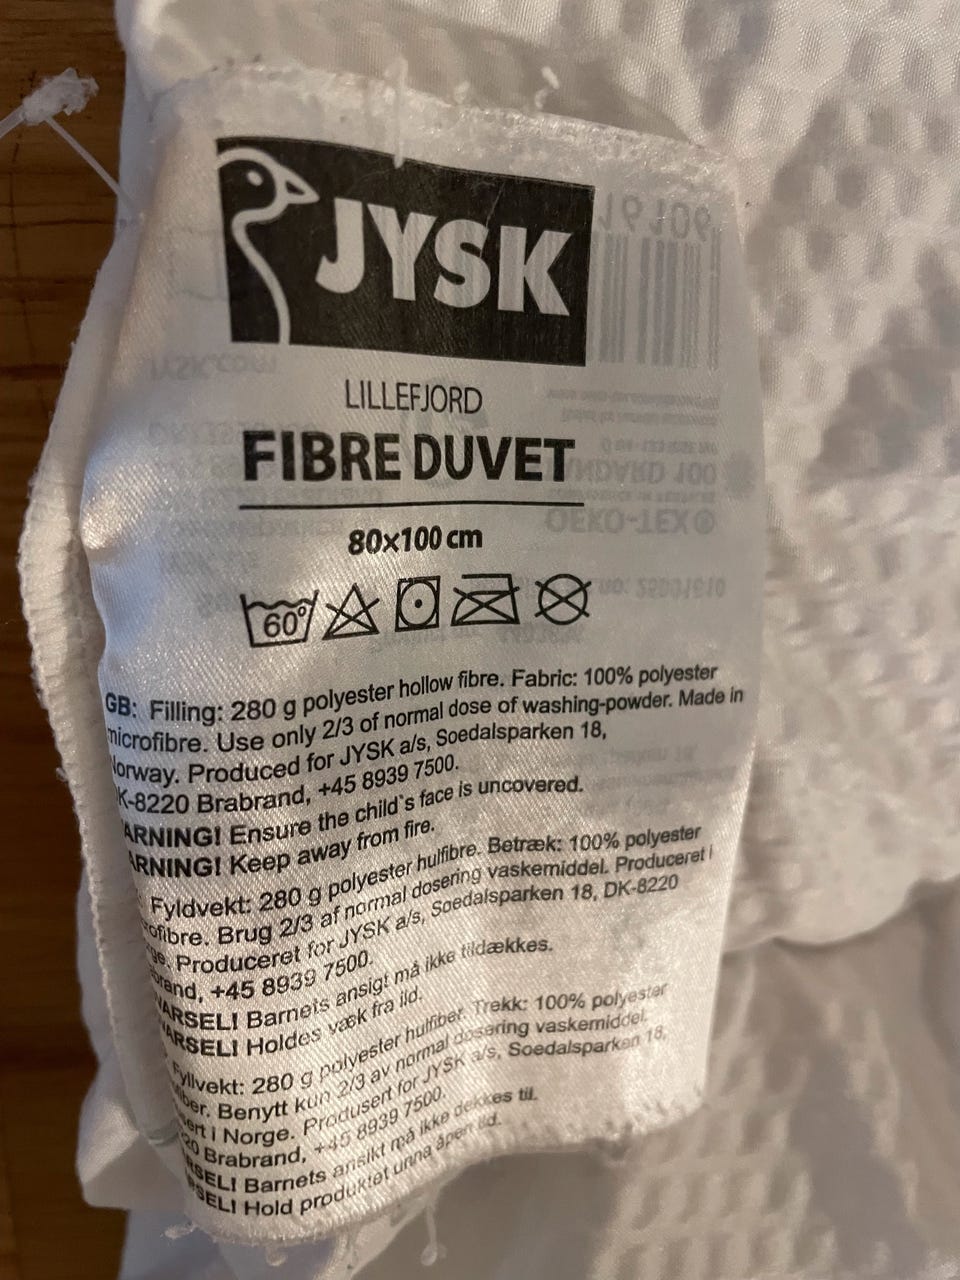 JYSK
LILLEFJORD
FIBRE DUVET
80x100 cm
60°
GB: Filling: 280 g polyester hollow fibre. Fabric: 100% polyester
microfibre. Use only 2/3 of normal dose of washing-powder. Made in
Norway. Produced for JYSK a/s, Soedalsparken 18,
K-8220 Brabrand, +45 8939 7500.
ARNING! Ensure the child`s face is uncovered.
ARNING! Keep away from fire.
Fyldvekt: 280 g polyester hulfibre. Betræk: 100% polyester
ofibre. Brug 2/3 af normal dosering vaskemiddel. Produceret i
ge. Produceret for JYSK a/s, Soedalsparken 18, DK-8220
brand, +45 8939 7500.
ARSEL! Barnets ansigt må ikke tildækkes.
ARSEL! Holdes væk fra ild.
Fyllvekt: 280 g polyester hulfiber. Trekk: 100% polyester
iber. Benytt kun 2/3 av normal dosering vaskemiddel.
ert i Norge. Produsert for JYSK a/s, Soedalsparken 18,
20 Brabrand, +45 8939 7500.
RSEL! Barnets ansikt må ikke dekkes til.
SEL! Hold produktet unna åpen ild.